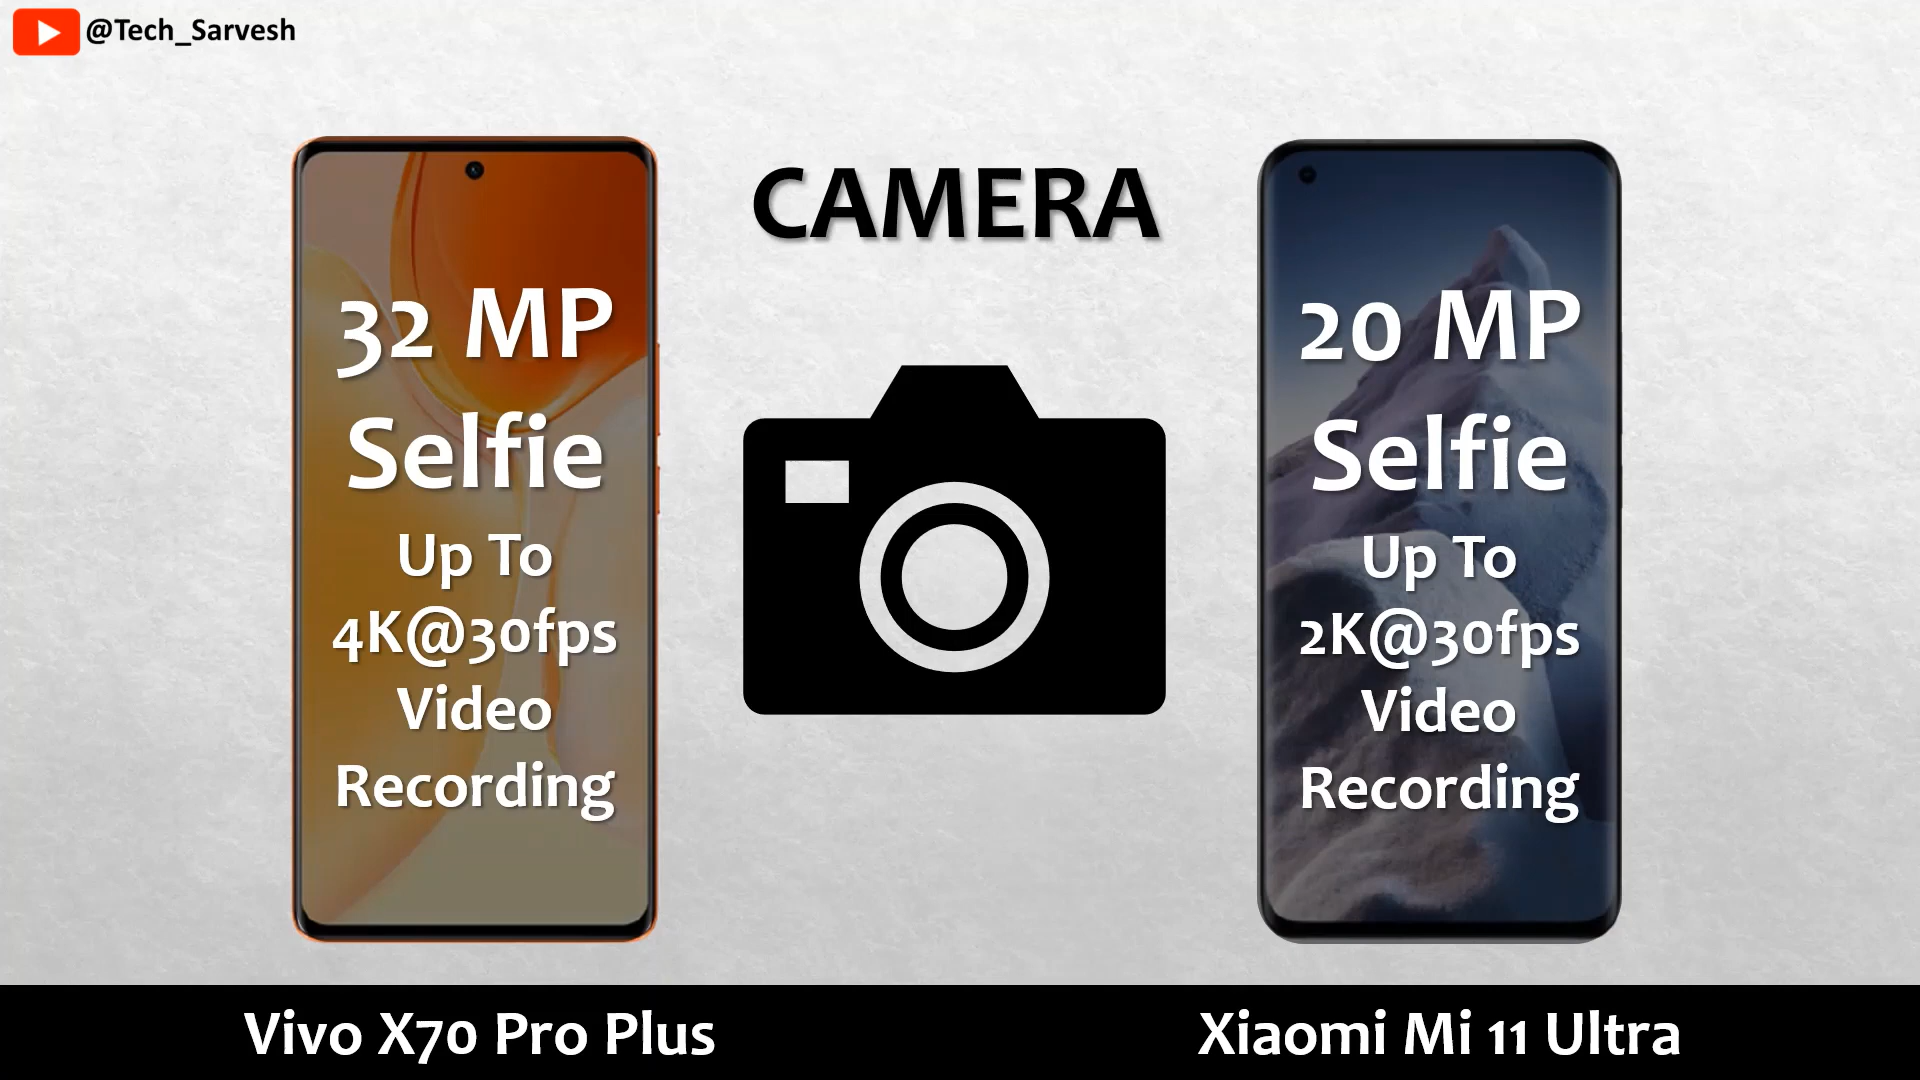 @Tech_Sarvesh
CAMERA
32 MP
Selfie
Up To
4K@30fps
Video
Recording
20 MP
Selfie
Up To
2K@30fps
Video
Recording
Vivo X70 Pro Plus
Xiaomi Mi 11 Ultra